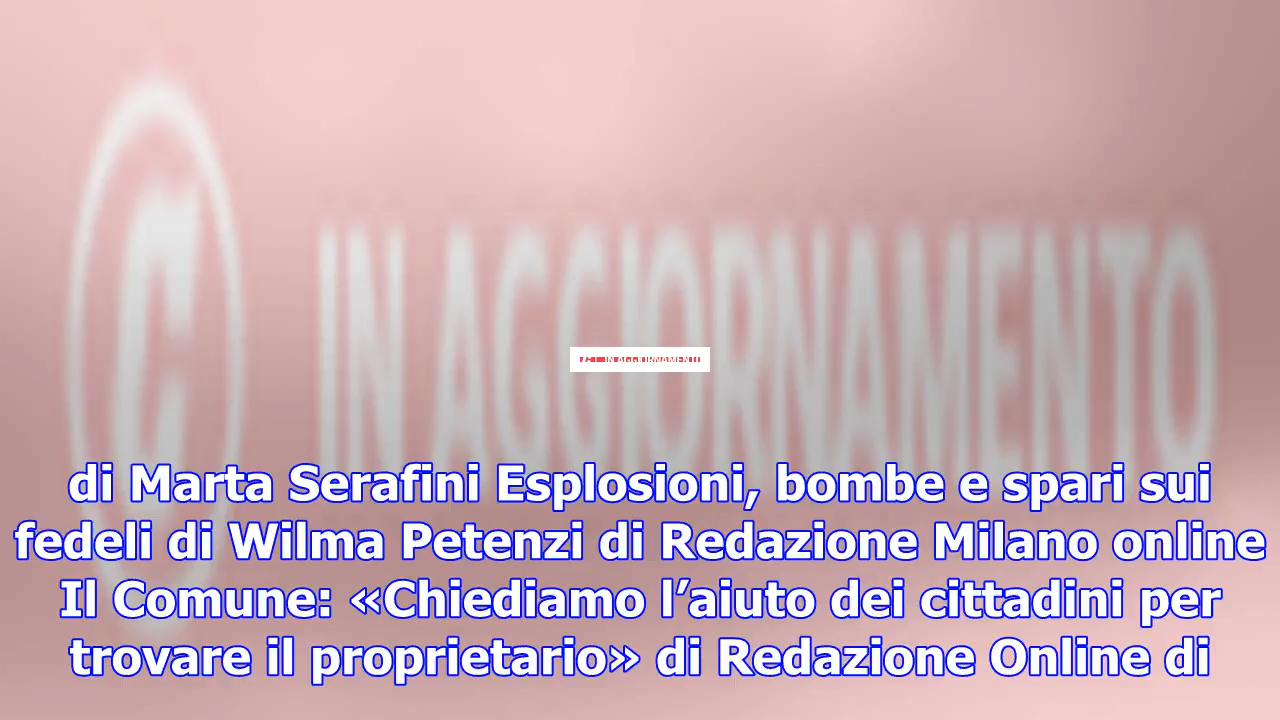 C IN AGGIORNAMENTO
C IN AGGIORNAMENTO
di Marta Serafini Esplosioni, bombe e spari sui
fedeli di Wilma Petenzi di Redazione Milano online
Il Comune: «Chiediamo l’aiuto dei cittadini per
trovare il proprietario» di Redazione Online di